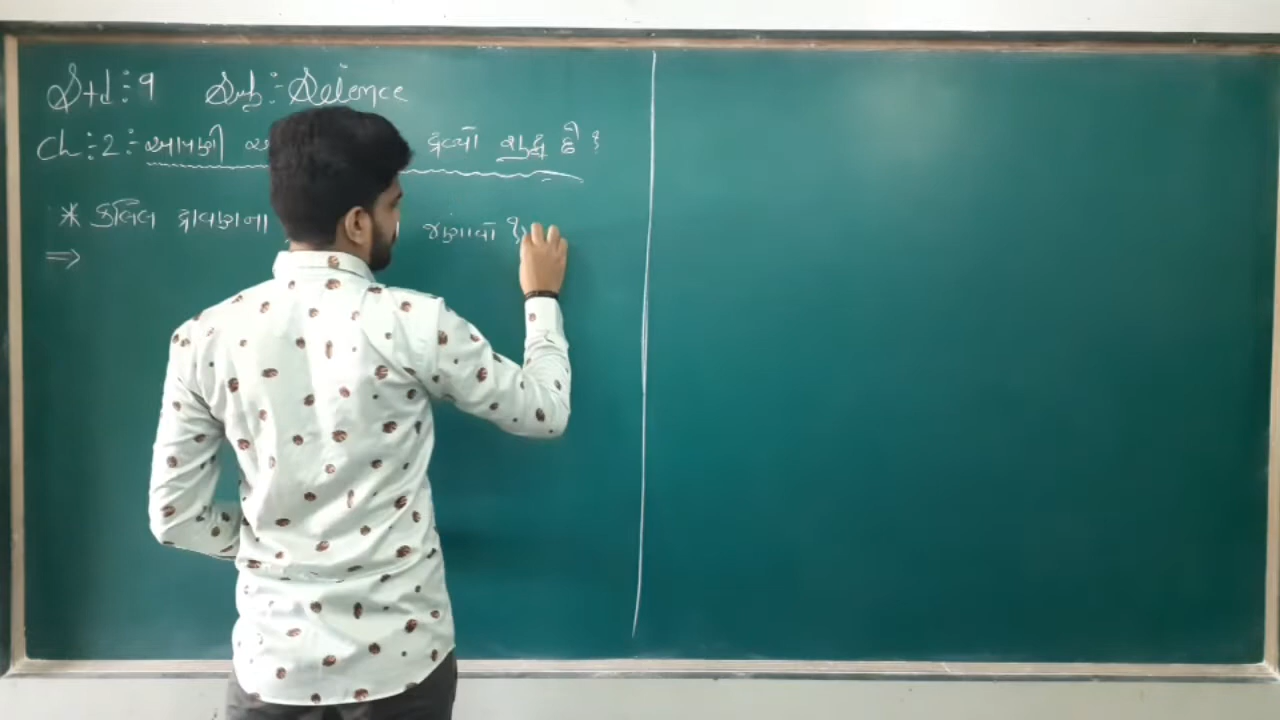 Std:9 Sub:- Science
Ch:2:- આપણી દ્રવ્યો શુદ્ધ છે ?
* કલિલ દ્રાવણના જણાવો ?
⇒